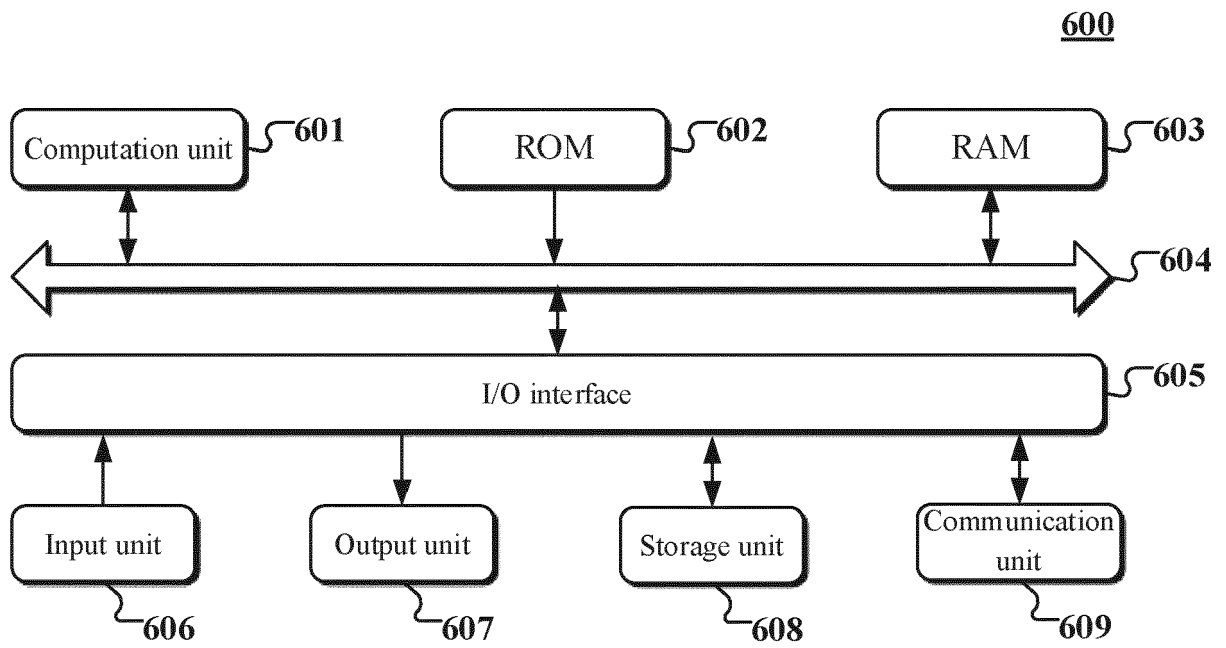 600
Computation unit
601
ROM
602
RAM
603
604
I/O interface
605
Input unit
606
Output unit
607
Storage unit
608
Communication
unit
609